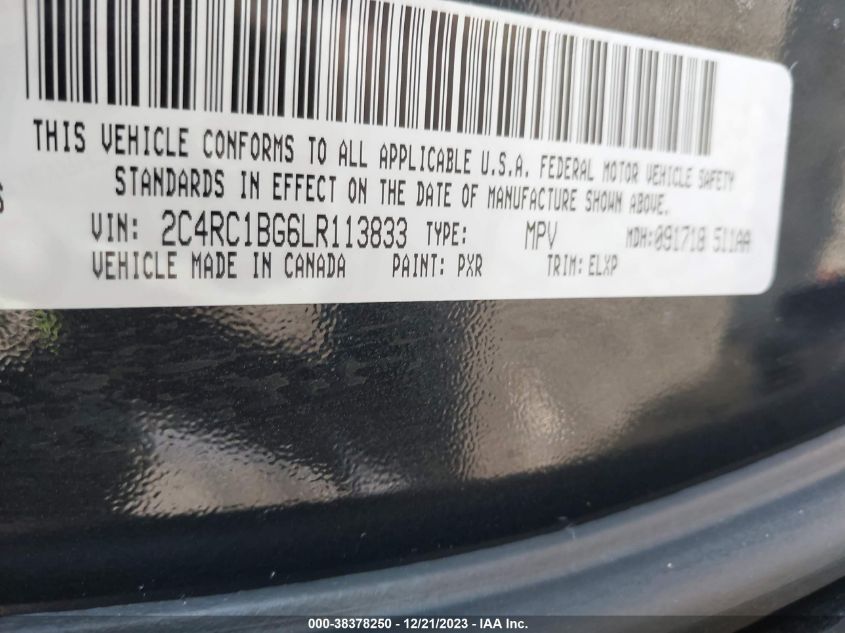 THIS VEHICLE CONFORMS TO ALL APPLICABLE U.S.A. FEDERAL MOTOR VEHICLE SAFETY
STANDARDS IN EFFECT ON THE DATE OF MANUFACTURE SHOWN ABOVE.
VIN: 2C4RC1BG6LR113833 TYPE: MPV MDH:091718 511AA
VEHICLE MADE IN CANADA PAINT: PXR TRIM: ELXP
000-38378250 - 12/21/2023 - IAA Inc.